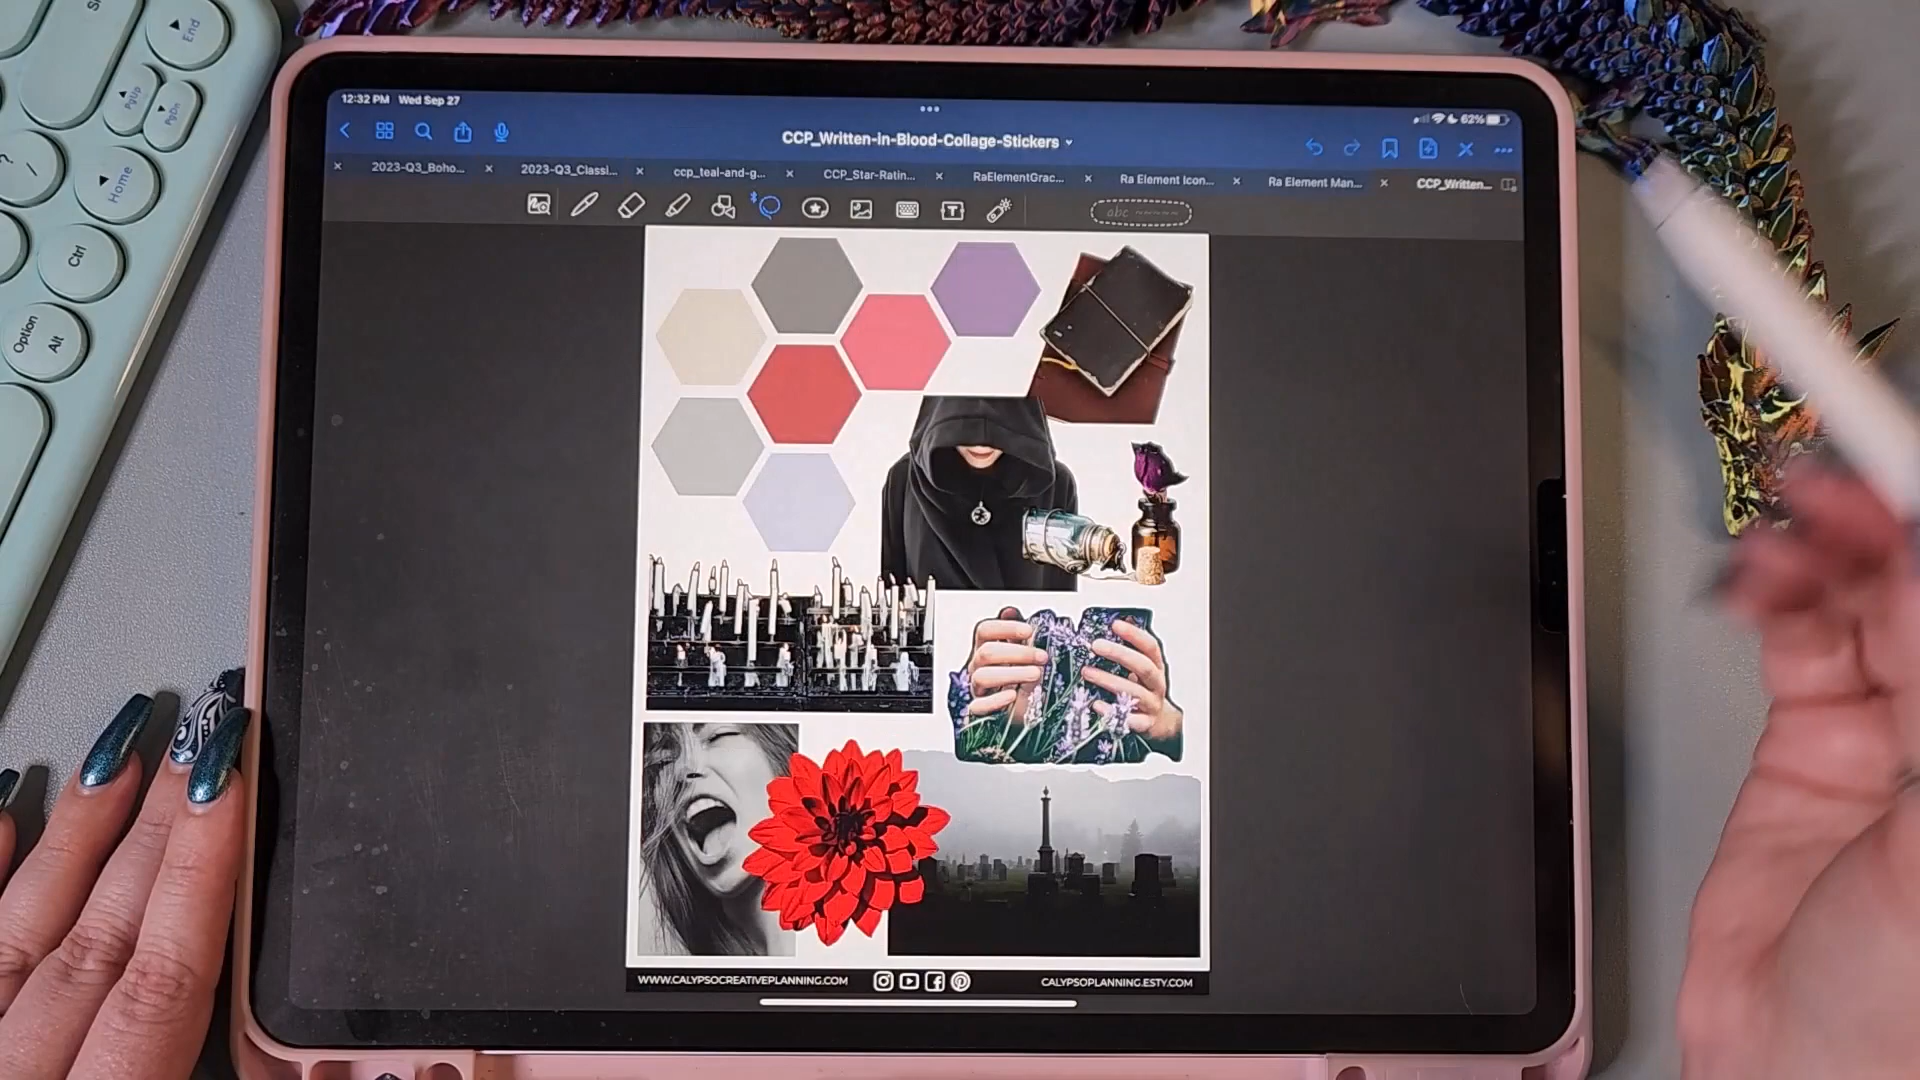 End
PgUp
PgDn
?
/
Home
Ctrl
Option
Alt
12:32 PM Wed Sep 27
62%
CCP_Written-in-Blood-Collage-Stickers
2023-Q3_Boho...
2023-Q3_Classi...
ccp_teal-and-g...
CCP_Star-Ratin...
RaElementGrac...
Ra Element Icon...
Ra Element Man...
CCP_Written...
T
abc
WWW.CALYPSOCREATIVEPLANNING.COM
CALYPSOPLANNING.ESTY.COM